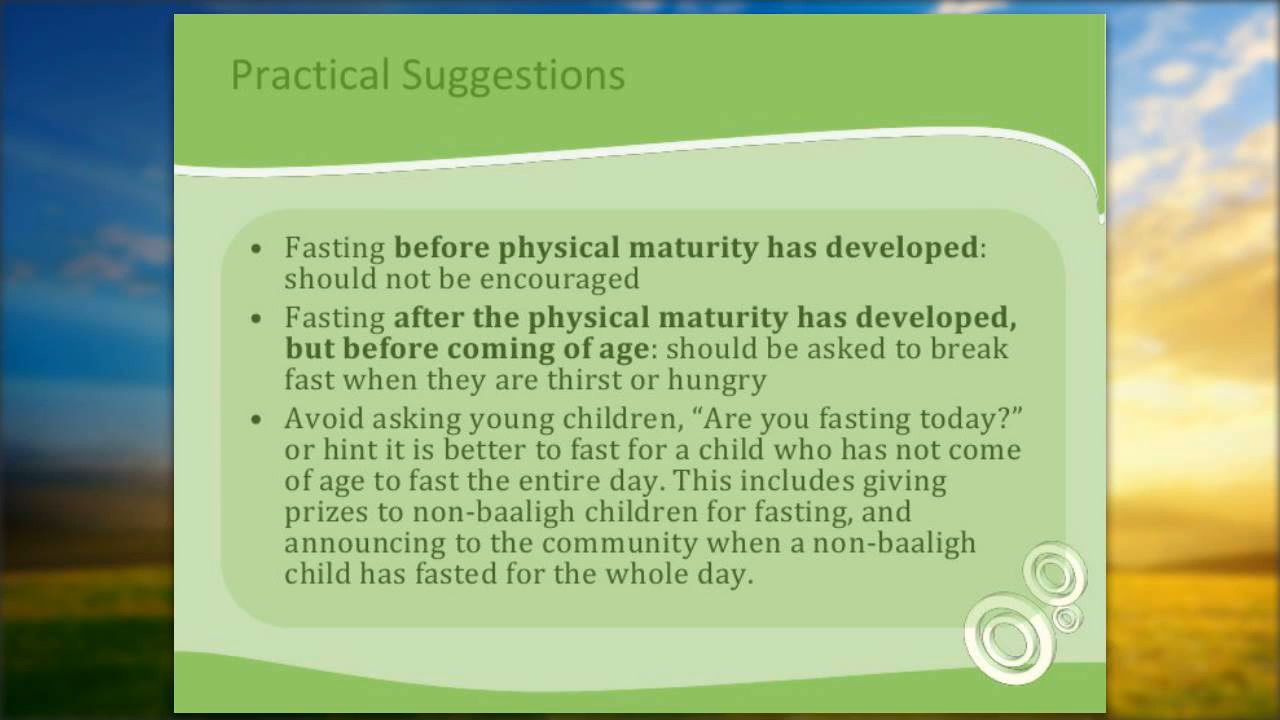 Practical Suggestions
• Fasting before physical maturity has developed:
should not be encouraged
• Fasting after the physical maturity has developed,
but before coming of age: should be asked to break
fast when they are thirst or hungry
• Avoid asking young children, “Are you fasting today?”
or hint it is better to fast for a child who has not come
of age to fast the entire day. This includes giving
prizes to non-baaligh children for fasting, and
announcing to the community when a non-baaligh
child has fasted for the whole day.